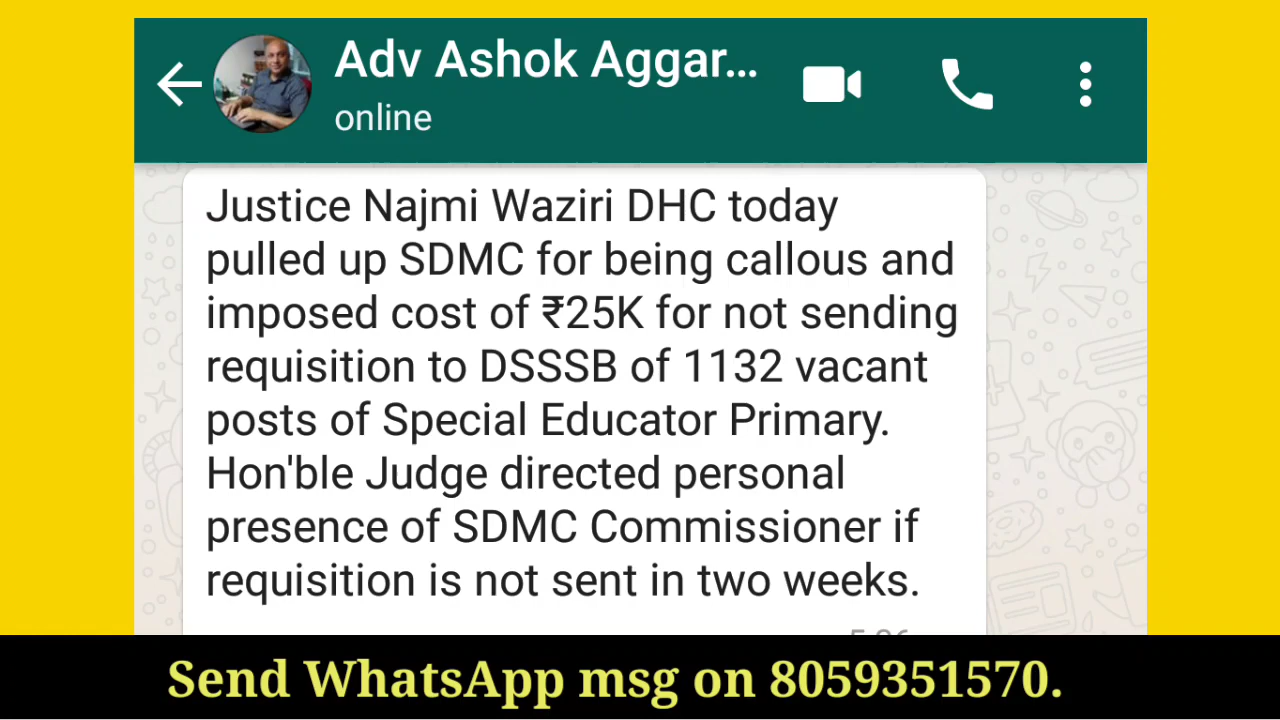 Adv Ashok Aggar...
online
Justice Najmi Waziri DHC today
pulled up SDMC for being callous and
imposed cost of ₹25K for not sending
requisition to DSSSB of 1132 vacant
posts of Special Educator Primary.
Hon'ble Judge directed personal
presence of SDMC Commissioner if
requisition is not sent in two weeks.
Send WhatsApp msg on 8059351570.